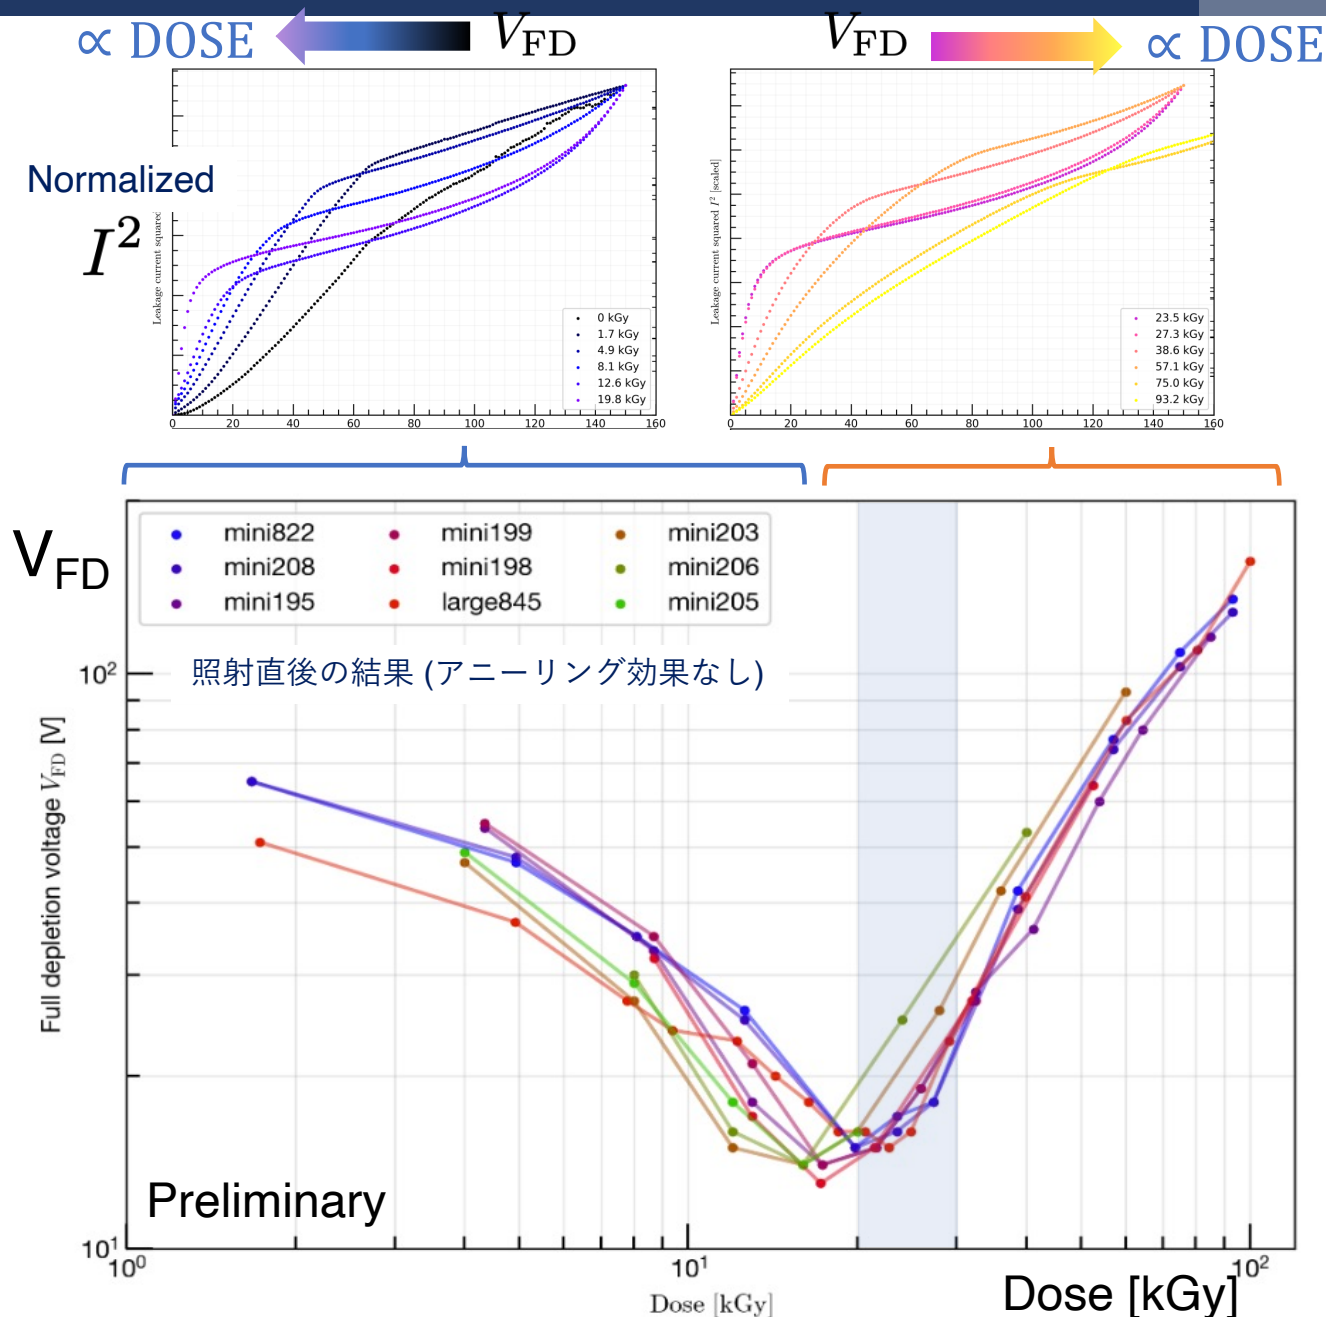 ∝ DOSE
V_FD
V_FD
∝ DOSE
Normalized
I²
Leakage current squared
0 kGy
1.7 kGy
4.9 kGy
8.1 kGy
12.6 kGy
19.8 kGy
0 20 40 60 80 100 120 140 160
Leakage current squared I² [scaled]
23.5 kGy
27.3 kGy
38.6 kGy
57.1 kGy
75.0 kGy
93.2 kGy
20 40 60 80 100 120 140 160
V_FD
mini822 mini199 mini203
mini208 mini198 mini206
mini195 large845 mini205
照射直後の結果 (アニーリング効果なし)
Full depletion voltage V_FD [V]
10²
10¹
Preliminary
10⁰ 10¹ 10²
Dose [kGy]
Dose [kGy]